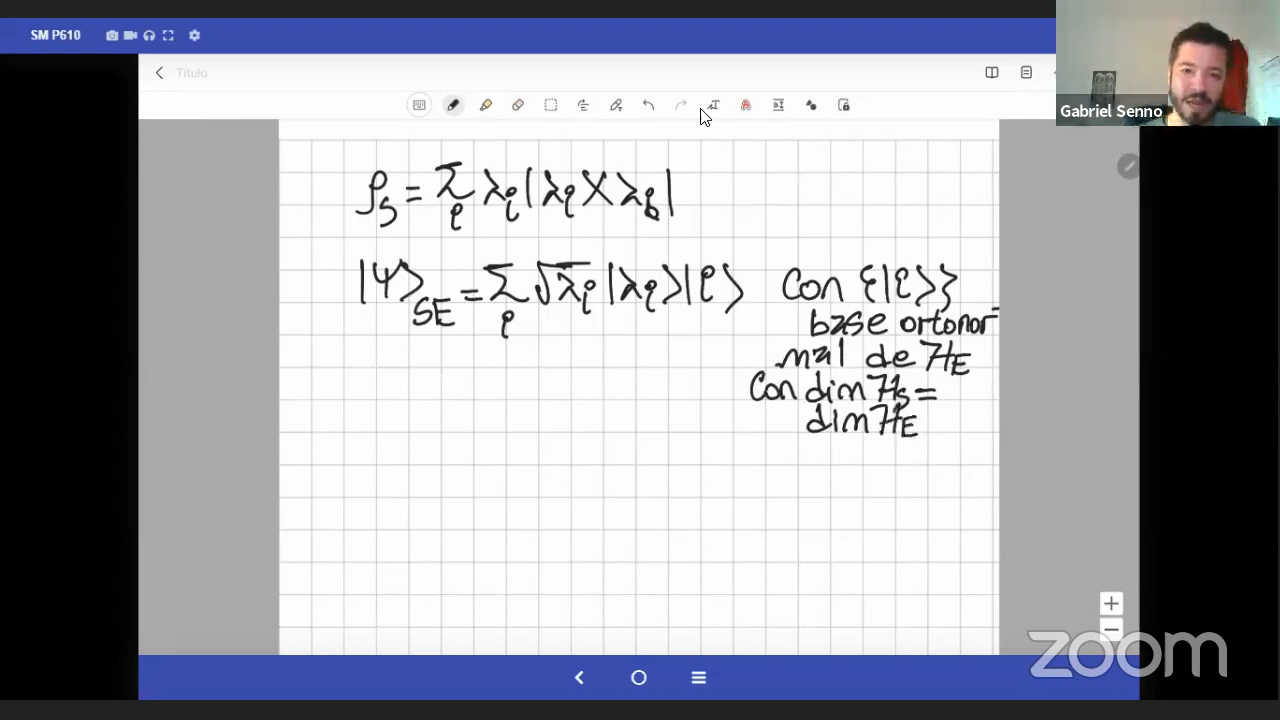 SM P610
Título
Gabriel Senno
ρ_S = Σ_i λ_i |λ_i X λ_i|
|Ψ⟩_SE = Σ_i √λ_i |λ_i⟩|i⟩ con {|i⟩}
base ortonor-
mal de H_E
con dim H_S =
dim H_E
zoom